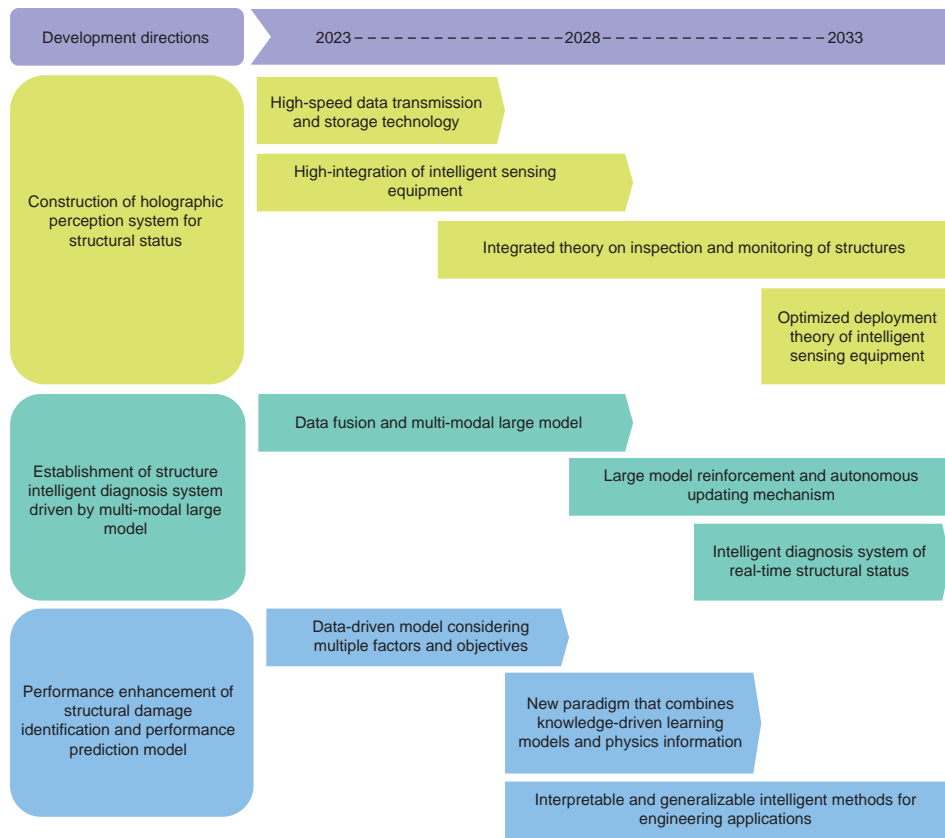 Development directions
2023 2028 2033
Construction of holographic
perception system for
structural status
High-speed data transmission
and storage technology
High-integration of intelligent sensing
equipment
Integrated theory on inspection and monitoring of structures
Optimized deployment
theory of intelligent
sensing equipment
Establishment of structure
intelligent diagnosis system
driven by multi-modal large
model
Data fusion and multi-modal large model
Large model reinforcement and autonomous
updating mechanism
Intelligent diagnosis system of
real-time structural status
Performance enhancement of
structural damage
identification and performance
prediction model
Data-driven model considering
multiple factors and objectives
New paradigm that combines
knowledge-driven learning
models and physics information
Interpretable and generalizable intelligent methods for
engineering applications